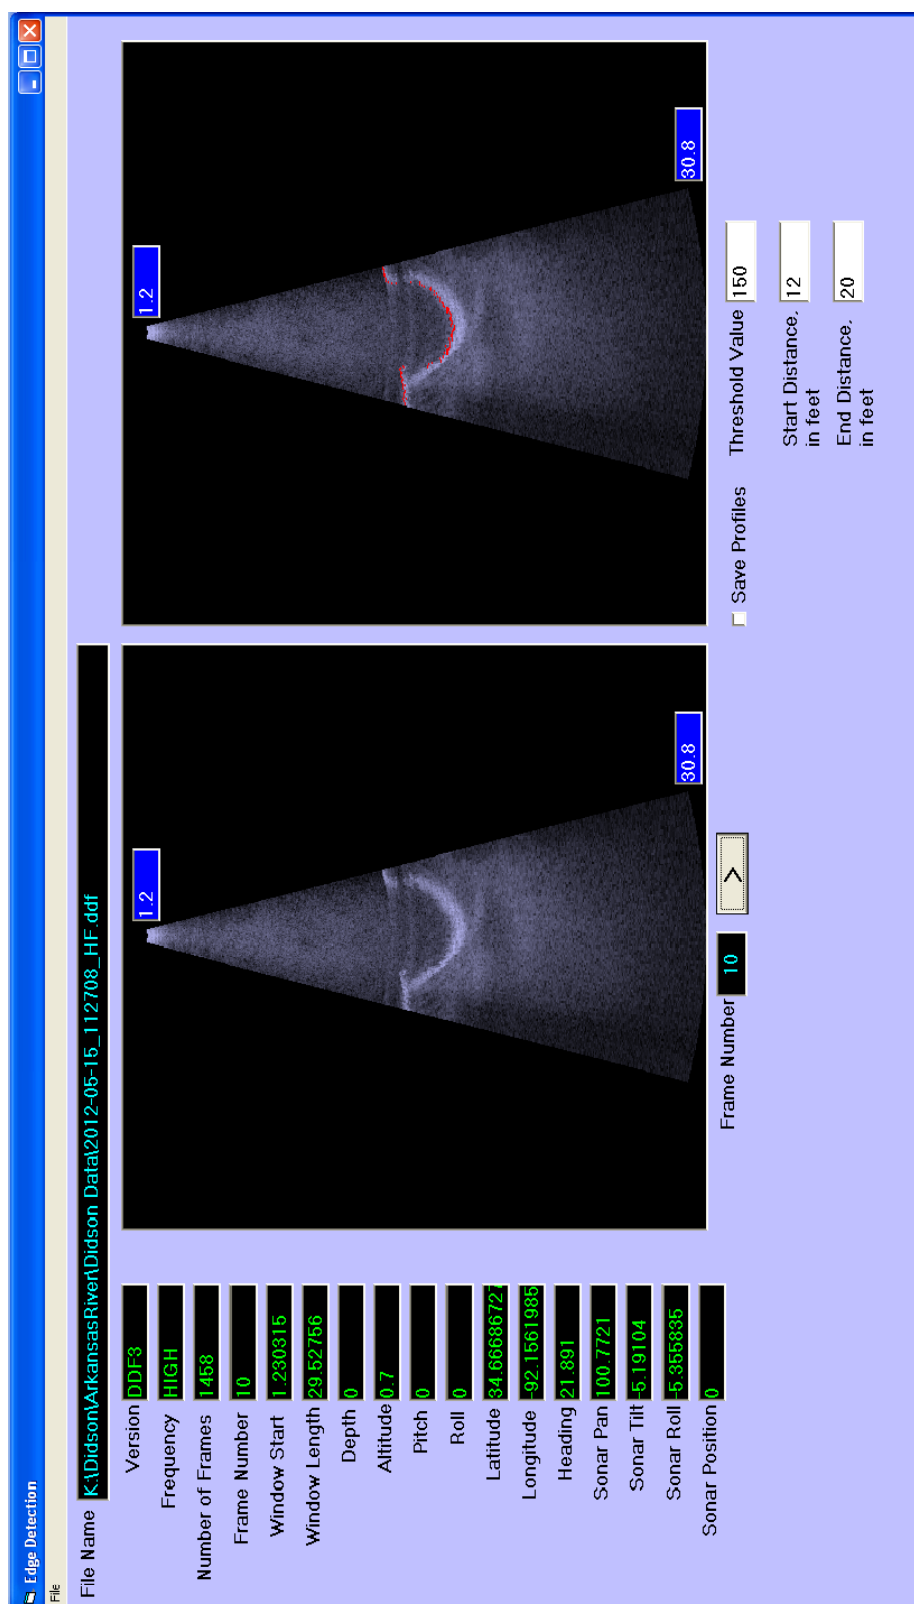 Edge Detection
File
File Name K:\Didson\ArkansasRiver\Didson Data\2012-05-15_112708_HF.ddf
Version DDF3
Frequency HIGH
Number of Frames 1458
Frame Number 10
Window Start 1.230315
Window Length 29.52756
Depth 0
Altitude 0.7
Pitch 0
Roll 0
Latitude 34.66686727
Longitude -92.1561985
Heading 21.891
Sonar Pan 100.7721
Sonar Tilt -5.19104
Sonar Roll -5.355835
Sonar Position 0
1.2
30.8
Frame Number 10 >
1.2
30.8
Save Profiles
Threshold Value 150
Start Distance, 12
in feet
End Distance, 20
in feet